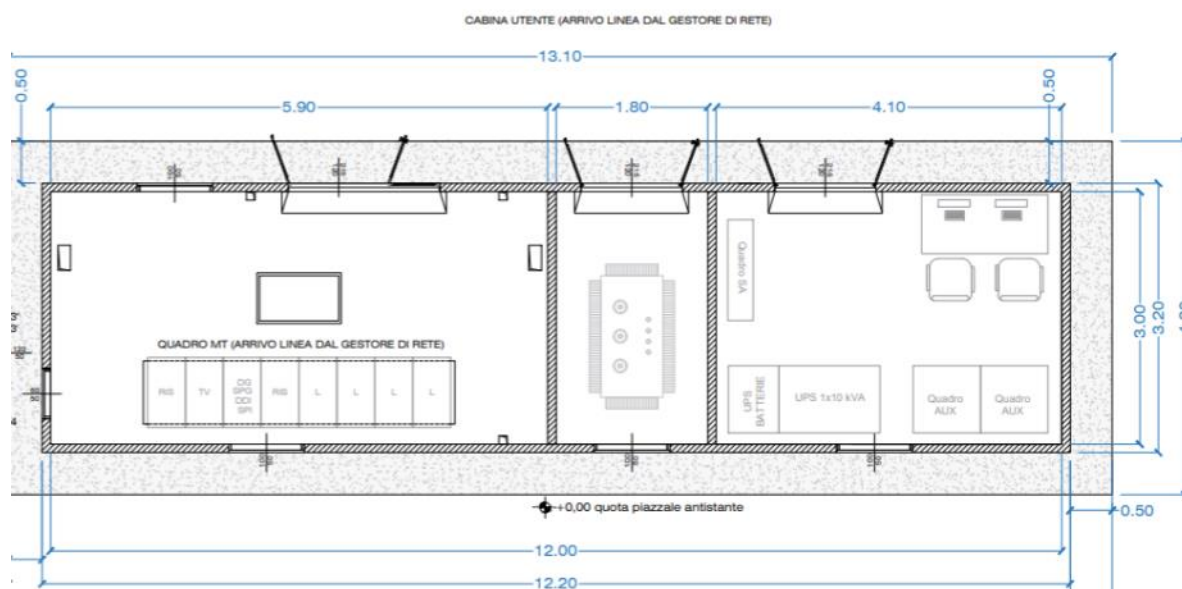 CABINA UTENTE (ARRIVO LINEA DAL GESTORE DI RETE)
13.10
0.50
5.90
1.80
4.10
0.50
Quadro SA
3.00
3.20
QUADRO MT (ARRIVO LINEA DAL GESTORE DI RETE)
RIS
TV
DG
SPG
DDI
SPI
RIS
L
L
L
L
UPS
BATTERIE
UPS 1x10 kVA
Quadro
AUX
Quadro
AUX
+0,00 quota piazzale antistante
0.50
12.00
12.20